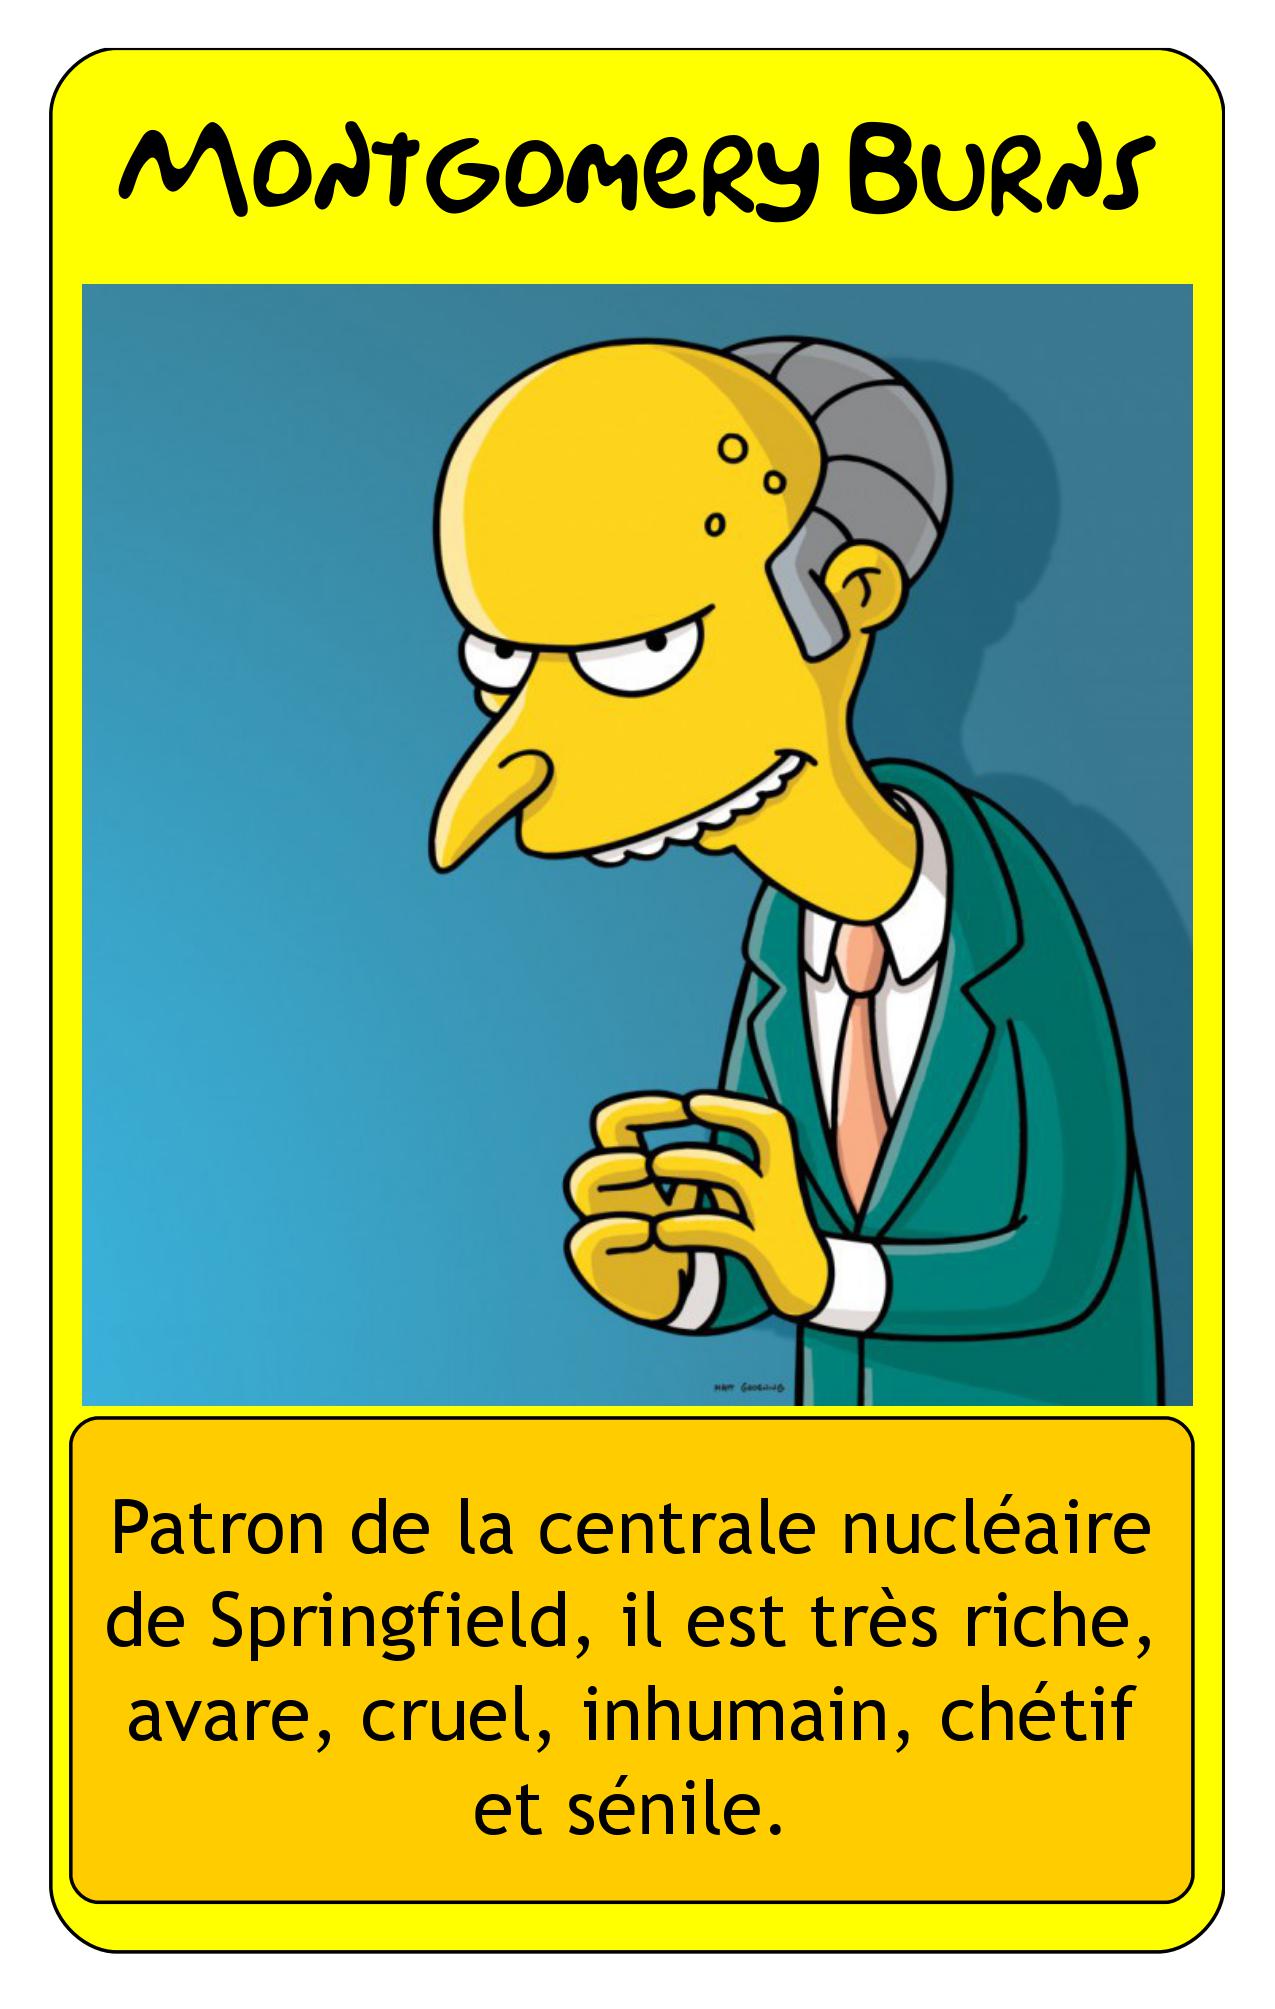 Montgomery Burns
Matt Groening
Patron de la centrale nucléaire
de Springfield, il est très riche,
avare, cruel, inhumain, chétif
et sénile.